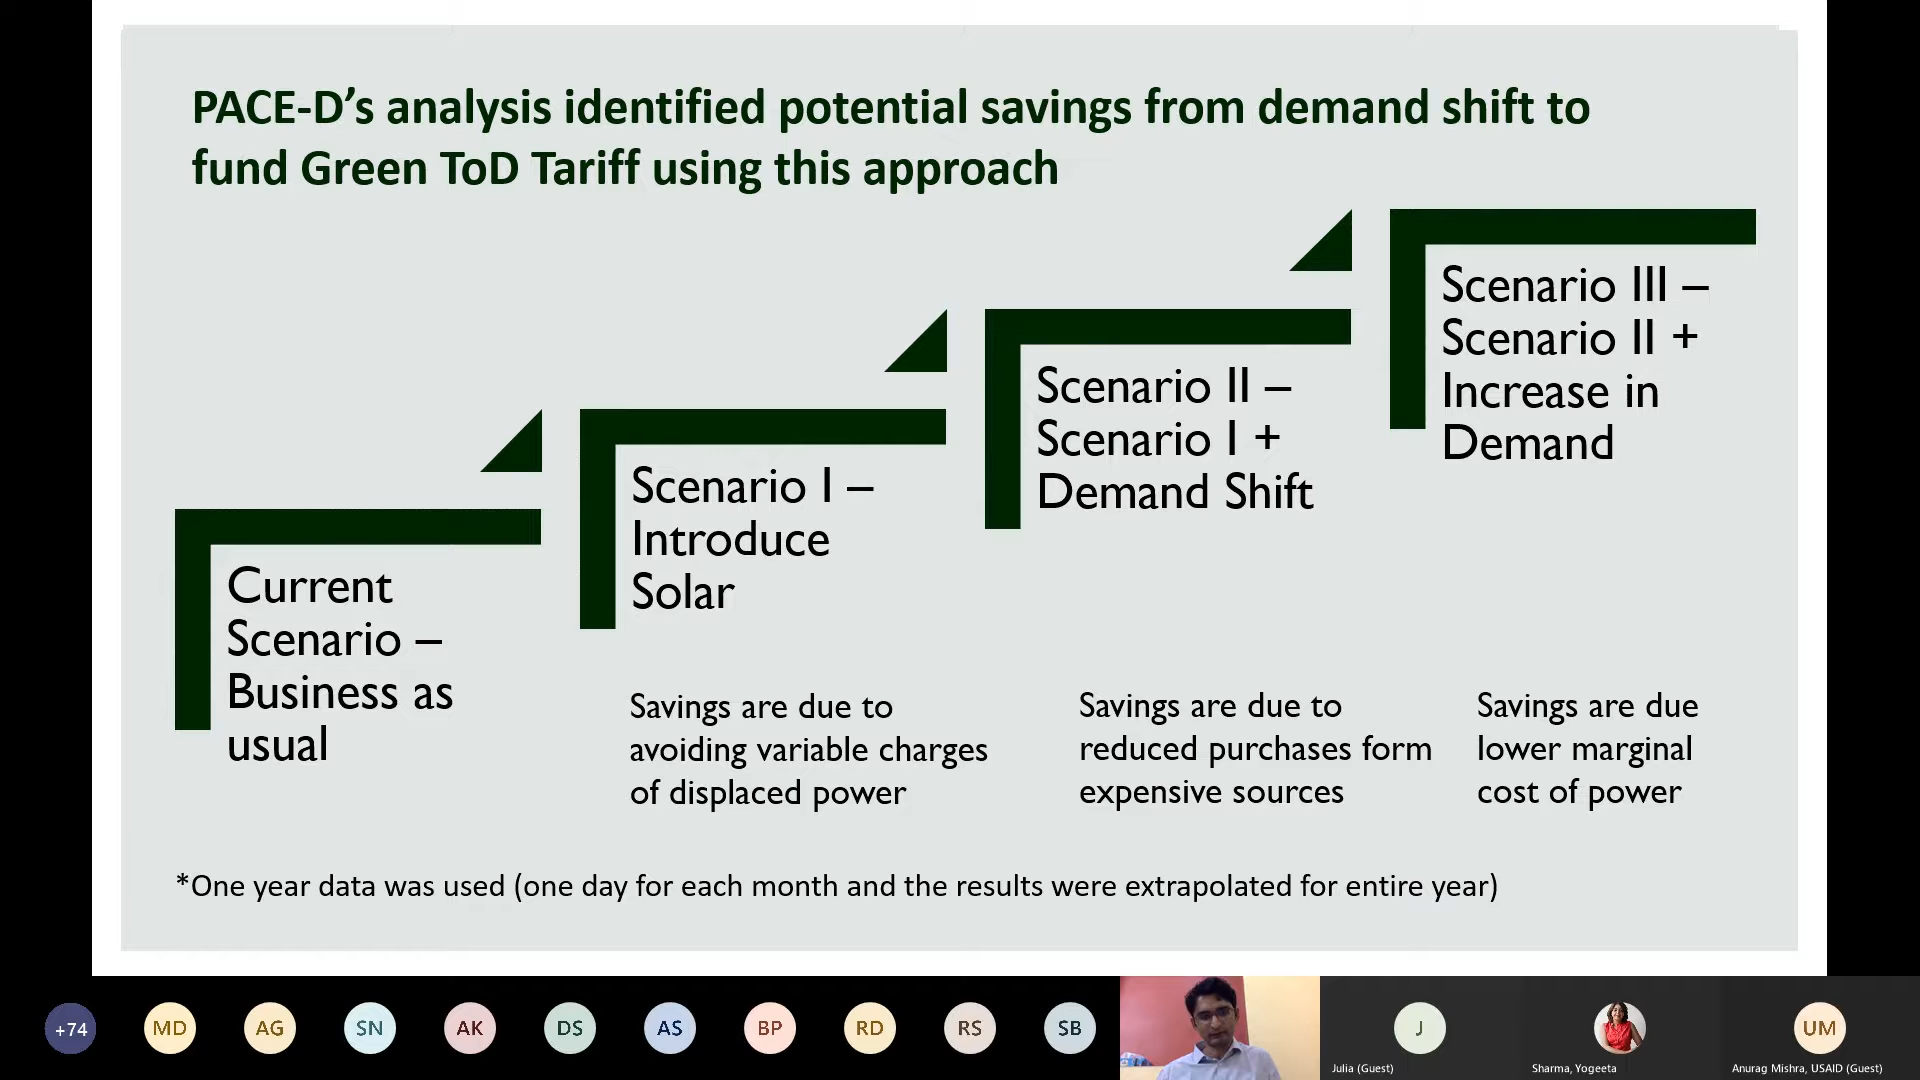 PACE-D’s analysis identified potential savings from demand shift to
fund Green ToD Tariff using this approach
Current
Scenario –
Business as
usual
Scenario I –
Introduce
Solar
Scenario II –
Scenario I +
Demand Shift
Scenario III –
Scenario II +
Increase in
Demand
Savings are due to
avoiding variable charges
of displaced power
Savings are due to
reduced purchases form
expensive sources
Savings are due
lower marginal
cost of power
*One year data was used (one day for each month and the results were extrapolated for entire year)
+74
MD
AG
SN
AK
DS
AS
BP
RD
RS
SB
J
UM
Julia (Guest)
Sharma, Yogeeta
Anurag Mishra, USAID (Guest)